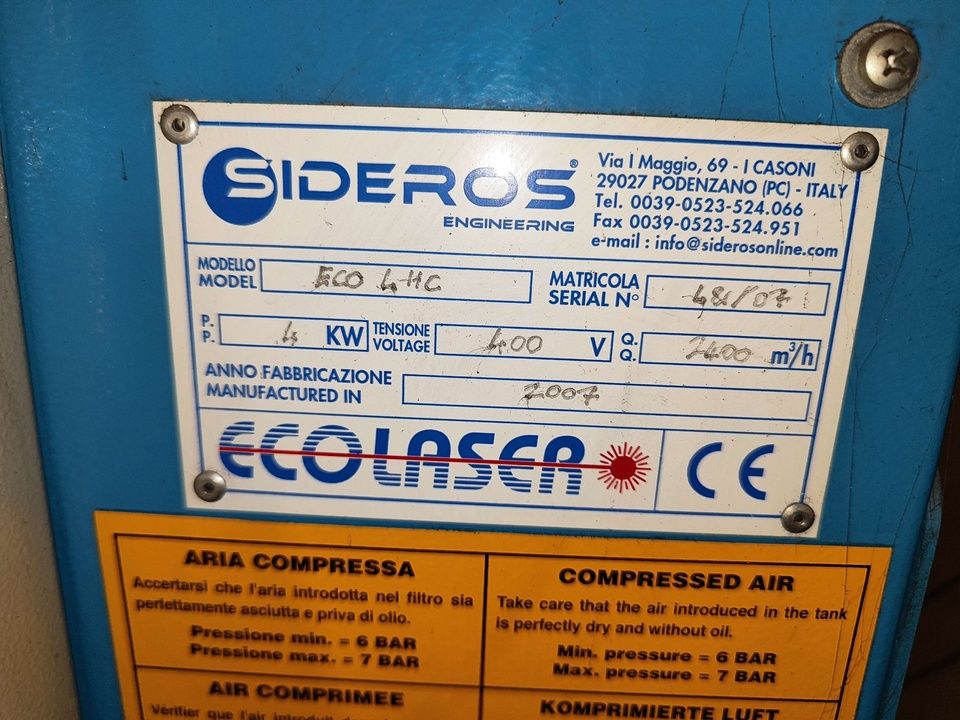 SIDEROS®
ENGINEERING
Via I Maggio, 69 - I CASONI
29027 PODENZANO (PC) - ITALY
Tel. 0039-0523-524.066
Fax 0039-0523-524.951
e-mail : info@siderosonline.com
MODELLO
MODEL
ECO 4HC
MATRICOLA
SERIAL N°
P.
P.
4 KW
TENSIONE
VOLTAGE
400 V
Q.
Q.
2400 m³/h
ANNO FABBRICAZIONE
MANUFACTURED IN
2007
ECOLASER
CE
ARIA COMPRESSA
Accertarsi che l'aria introdotta nel filtro sia
perfettamente asciutta e priva di olio.
Pressione min. = 6 BAR
Pressione max. = 7 BAR
COMPRESSED AIR
Take care that the air introduced in the tank
is perfectly dry and without oil.
Min. pressure = 6 BAR
Max. pressure = 7 BAR
AIR COMPRIMEE
Vérifier que l'air
KOMPRIMIERTE LUFT